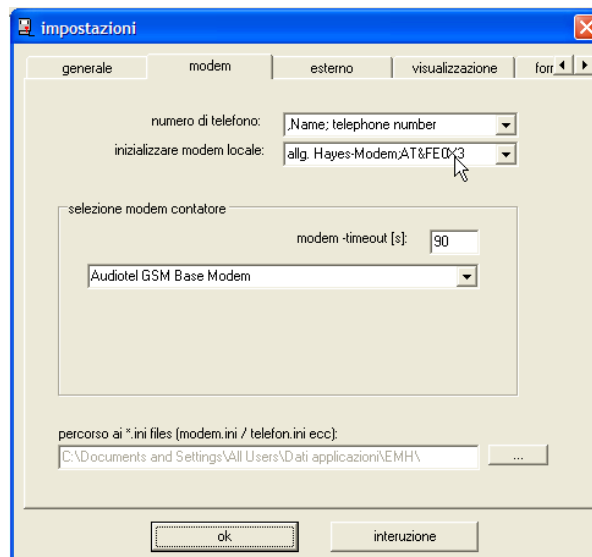 impostazioni
generale modem esterno visualizzazione for
numero di telefono: ,Name; telephone number
inizializzare modem locale: allg. Hayes-Modem;AT&FE0X3
selezione modem contatore
modem -timeout [s]: 90
Audiotel GSM Base Modem
percorso ai *.ini files (modem.ini / telefon.ini ecc):
C:\Documents and Settings\All Users\Dati applicazioni\EMH\ ...
ok interuzione